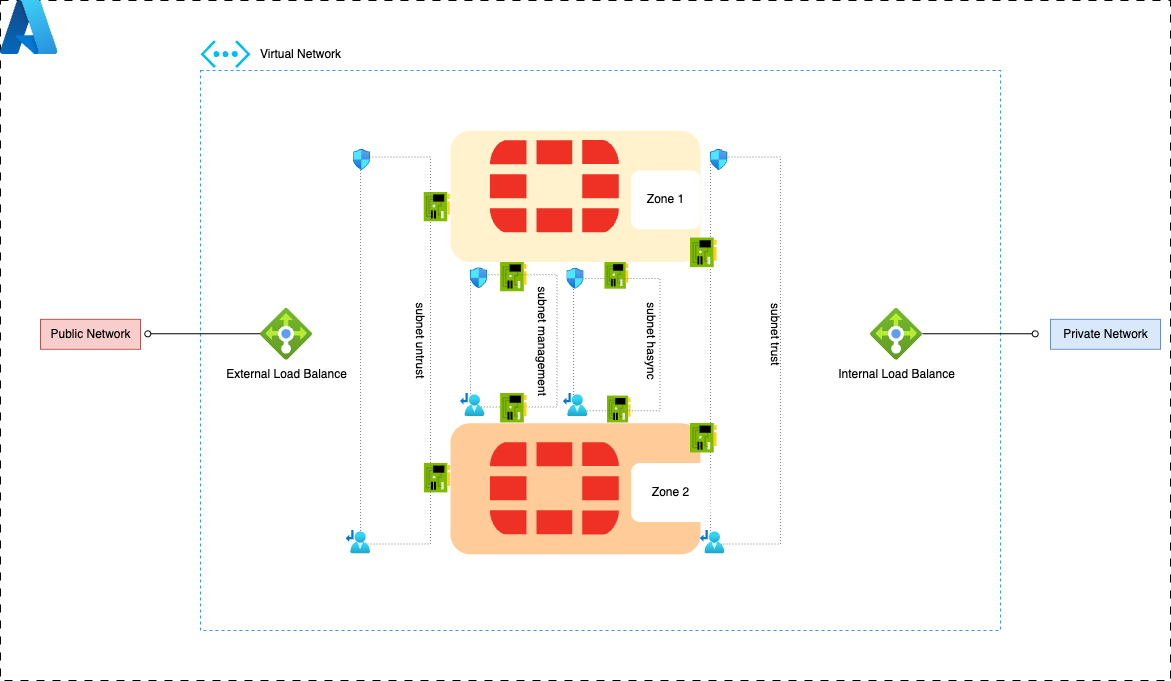 Virtual Network
Zone 1
Public Network
External Load Balance
subnet untrust
subnet management
subnet hasync
subnet trust
Internal Load Balance
Private Network
Zone 2